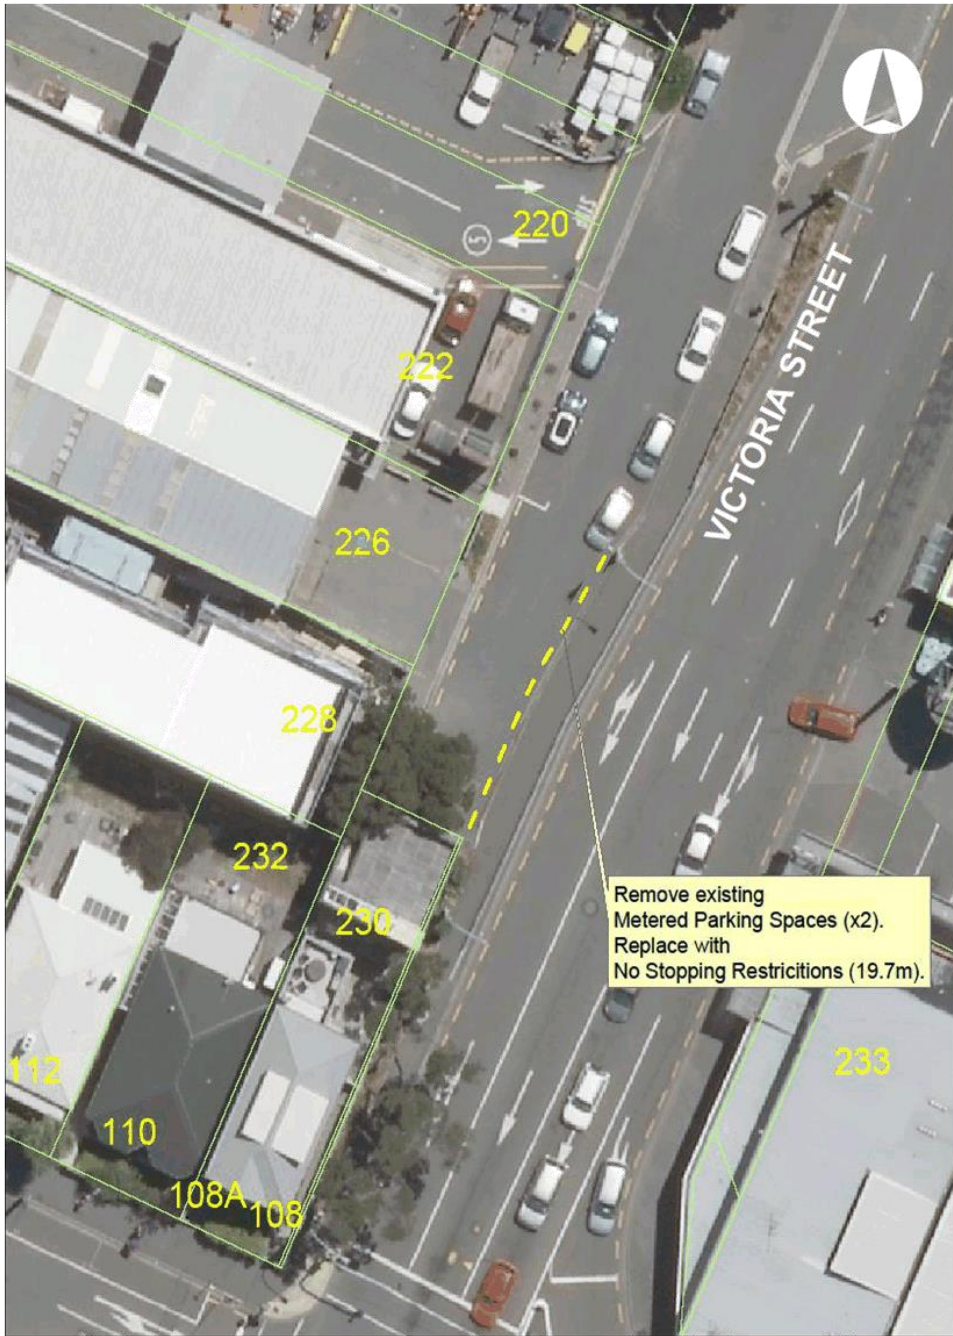 220
VICTORIA STREET
222
226
228
232
230
Remove existing
Metered Parking Spaces (x2).
Replace with
No Stopping Restricitions (19.7m).
233
112
110
108A
108